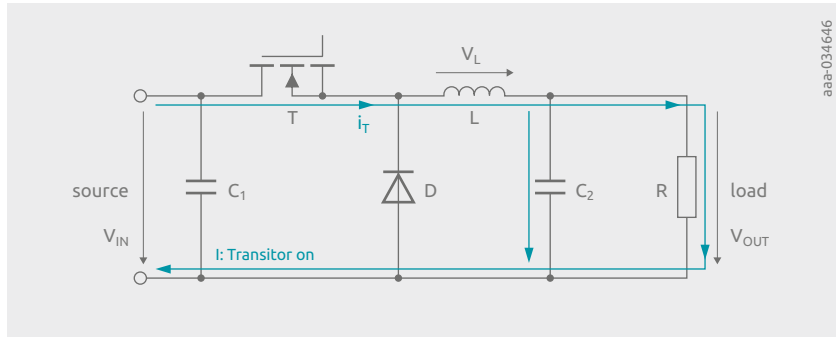 aaa-034646
V_L
T
i_T
L
source
C_1
D
C_2
R
load
V_IN
V_OUT
I: Transitor on